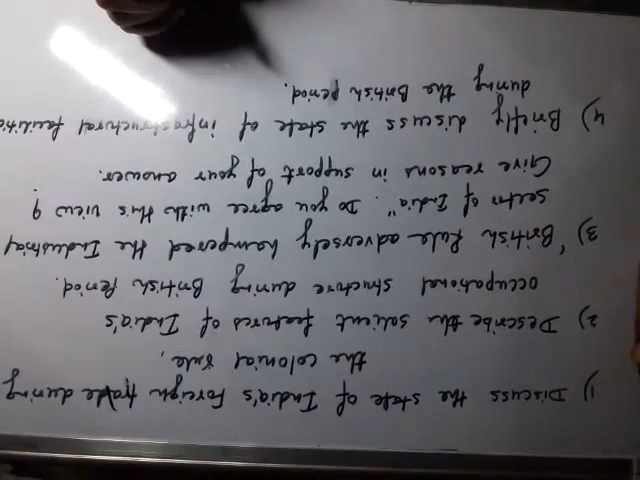 1) Discuss the state of India's Foreign trade during
the colonial rule,
2) Describe the salient features of India's
occupational structure during British Period.
3) "British Rule adversely hampered the Industrial
sector of India". Do you agree with this view?
Give reasons in support of your answer.
4) Briefly discuss the state of infrastructural facilities
during the British period.